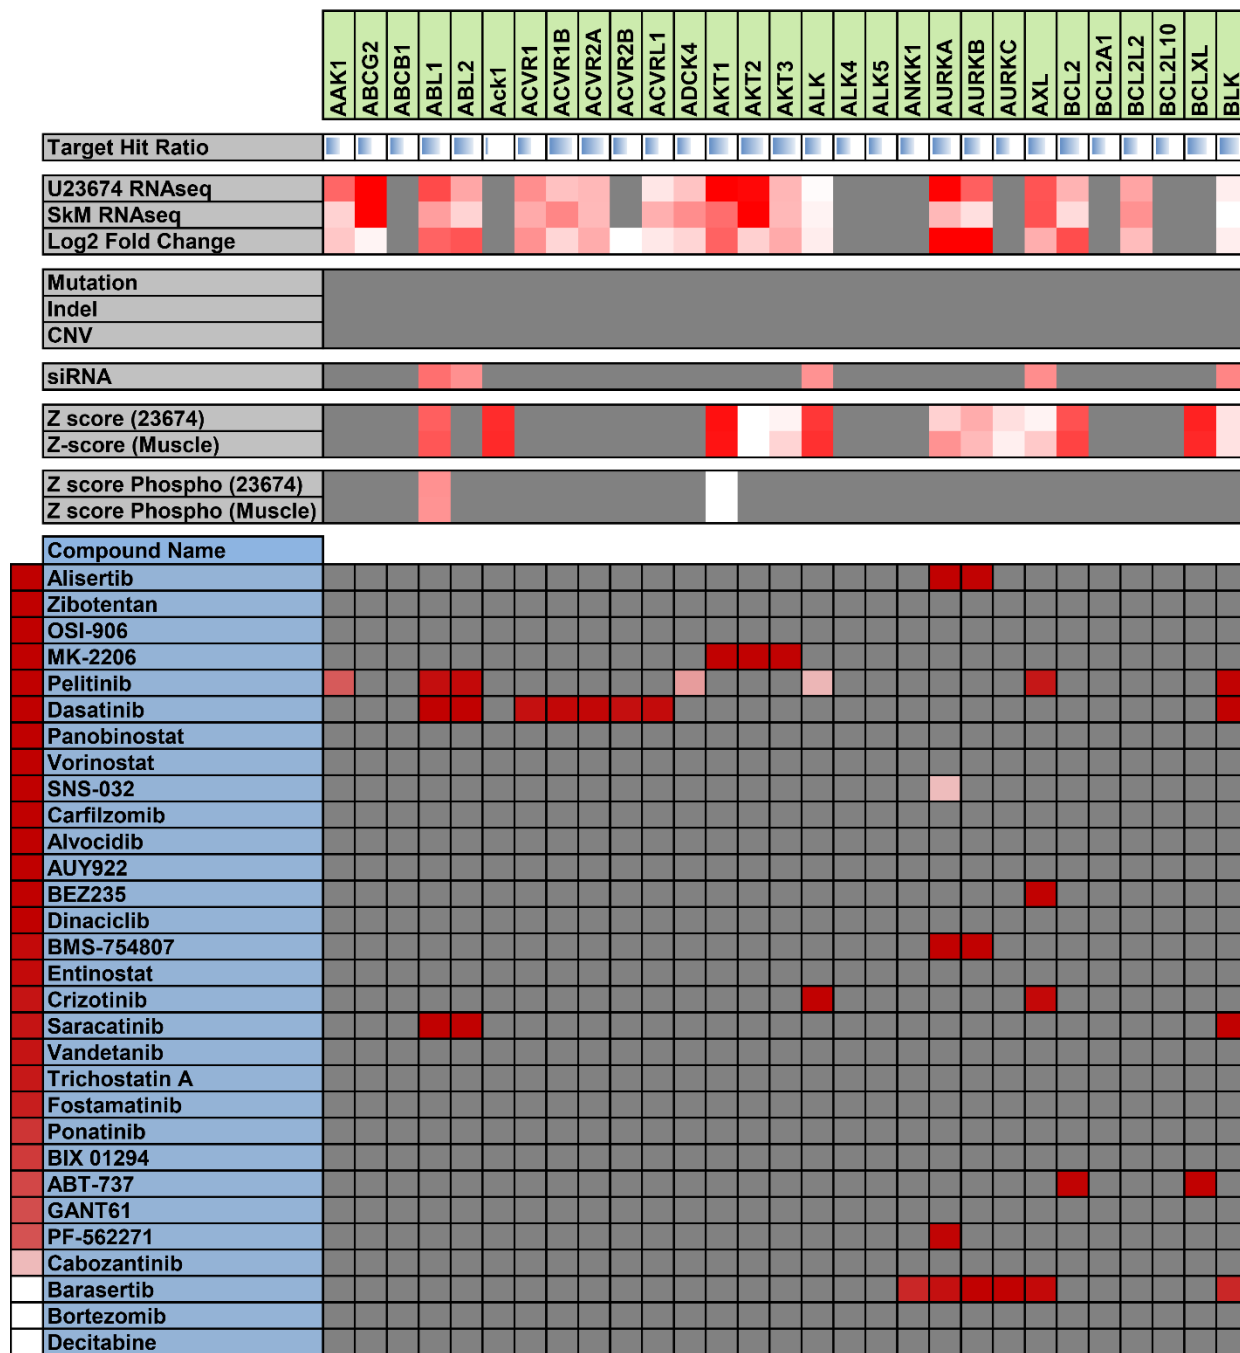 AAK1
ABCG2
ABCB1
ABL1
ABL2
Ack1
ACVR1
ACVR1B
ACVR2A
ACVR2B
ACVRL1
ADCK4
AKT1
AKT2
AKT3
ALK
ALK4
ALK5
ANKK1
AURKA
AURKB
AURKC
AXL
BCL2
BCL2A1
BCL2L2
BCL2L10
BCLXL
BLK
Target Hit Ratio
U23674 RNAseq
SkM RNAseq
Log2 Fold Change
Mutation
Indel
CNV
siRNA
Z score (23674)
Z-score (Muscle)
Z score Phospho (23674)
Z score Phospho (Muscle)
Compound Name
Alisertib
Zibotentan
OSI-906
MK-2206
Pelitinib
Dasatinib
Panobinostat
Vorinostat
SNS-032
Carfilzomib
Alvocidib
AUY922
BEZ235
Dinaciclib
BMS-754807
Entinostat
Crizotinib
Saracatinib
Vandetanib
Trichostatin A
Fostamatinib
Ponatinib
BIX 01294
ABT-737
GANT61
PF-562271
Cabozantinib
Barasertib
Bortezomib
Decitabine